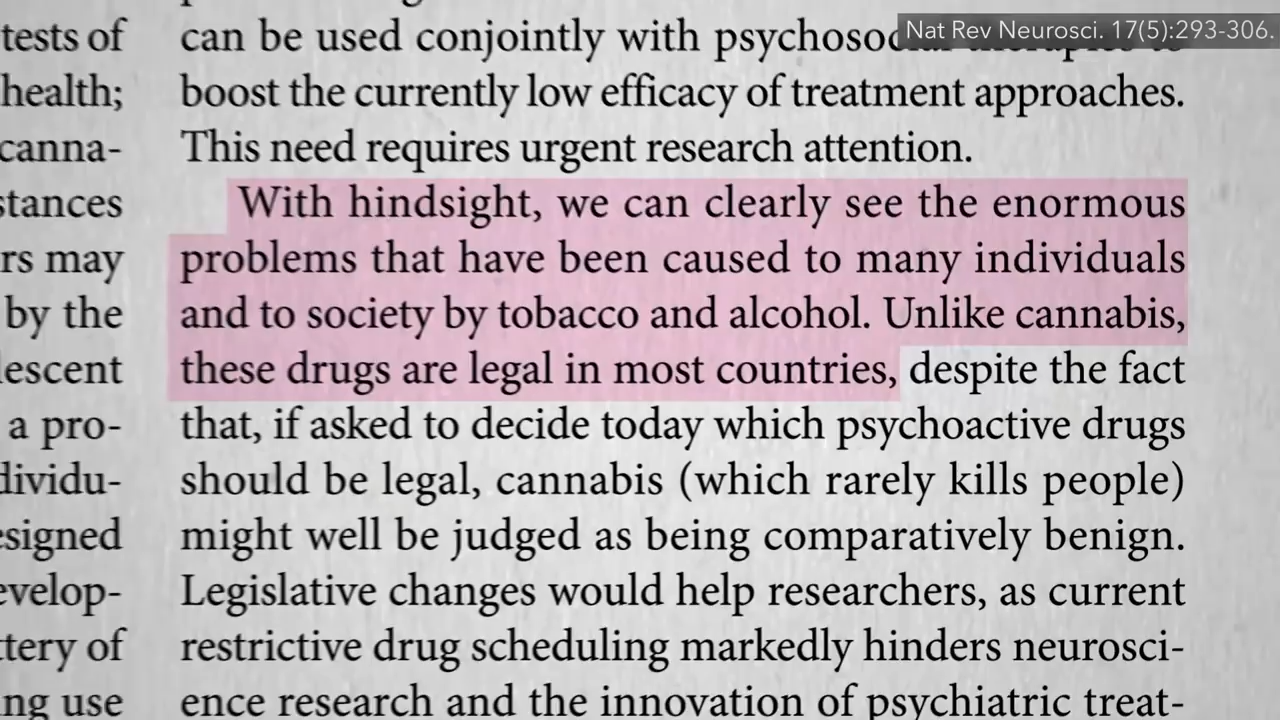 Nat Rev Neurosci. 17(5):293-306.
tests of
health;
canna-
stances
rs may
by the
lescent
a pro-
dividu-
esigned
evelop-
ttery of
ng use
can be used conjointly with
boost the currently low efficacy of treatment approaches.
This need requires urgent research attention.
With hindsight, we can clearly see the enormous
problems that have been caused to many individuals
and to society by tobacco and alcohol. Unlike cannabis,
these drugs are legal in most countries, despite the fact
that, if asked to decide today which psychoactive drugs
should be legal, cannabis (which rarely kills people)
might well be judged as being comparatively benign.
Legislative changes would help researchers, as current
restrictive drug scheduling markedly hinders neurosci-
ence research and the innovation of psychiatric treat-